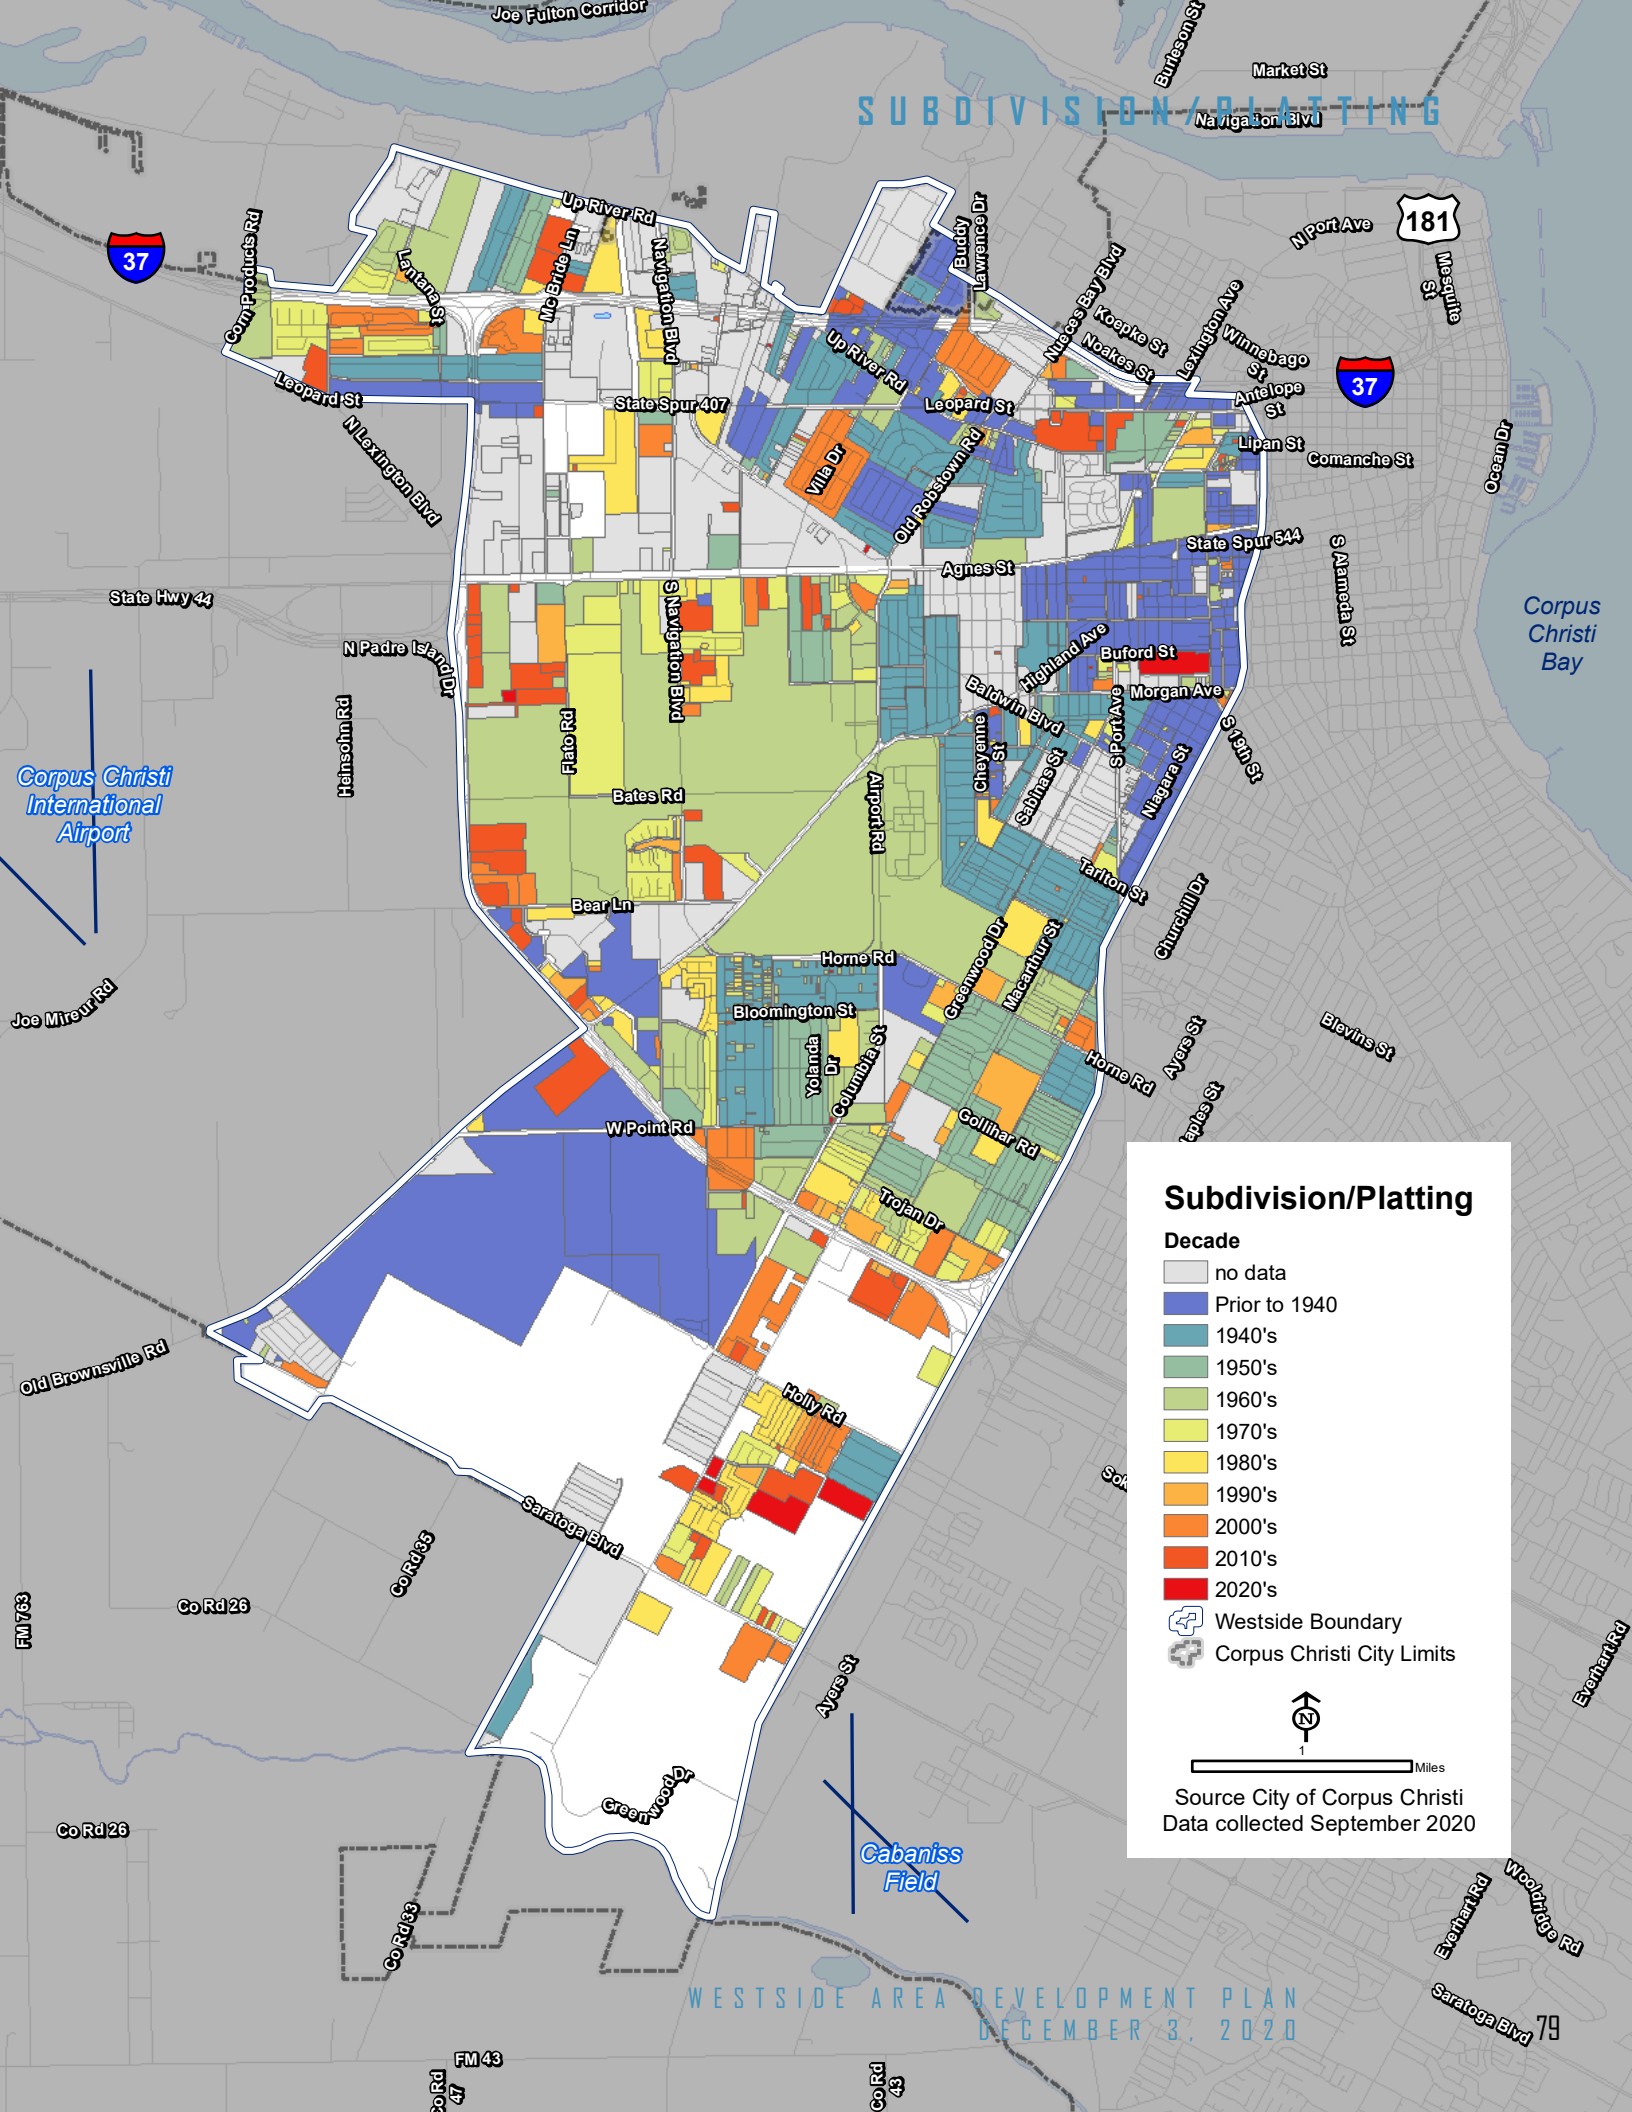 Joe Fulton Corridor
Burleson St
Market St
SUBDIVISION/PLATTING
Navigation Blvd
181
N Port Ave
Mesquite
St
37
Corn Products Rd
Lantana St
Up River Rd
Mc Bride Ln
Navigation Blvd
Buddy
Lawrence Dr
Nueces Bay Blvd
Koepke St
Noakes St
Lexington Ave
Winnebago
St
Antelope
St
37
Up River Rd
Leopard St
State Spur 407
Leopard St
Lipan St
Comanche St
Ocean Dr
N Lexington Blvd
Villa Dr
Old Robstown Rd
State Spur 544
Agnes St
S Alameda St
State Hwy 44
N Padre Island Dr
S Navigation Blvd
Highland Ave
Buford St
Morgan Ave
Baldwin Blvd
Corpus
Christi
Bay
Heinsohn Rd
Flato Rd
Cheyenne
St
S Port Ave
Sabinas St
Niagara St
S 19th St
Corpus Christi
International
Airport
Bates Rd
Airport Rd
Tarlton St
Bear Ln
Churchill Dr
Horne Rd
Greenwood Dr
Macarthur St
Joe Mireur Rd
Bloomington St
Yolanda
Dr
Columbia St
Ayers St
Blevins St
Horne Rd
W Point Rd
Gollihar Rd
aples St
Trojan Dr
Subdivision/Platting
Decade
no data
Prior to 1940
1940's
1950's
1960's
1970's
1980's
1990's
2000's
2010's
2020's
Westside Boundary
Corpus Christi City Limits
N
1
Miles
Source City of Corpus Christi
Data collected September 2020
Old Brownsville Rd
Holly Rd
Sok
Saratoga Blvd
Co Rd 35
FM 763
Co Rd 26
Ayers St
Everhart Rd
Greenwood Dr
Co Rd 26
Cabaniss
Field
Co Rd 33
Everhart Rd
Wooldridge Rd
Saratoga Blvd
WESTSIDE AREA DEVELOPMENT PLAN
DECEMBER 3, 2020
79
FM 43
Co Rd
47
Co Rd
43